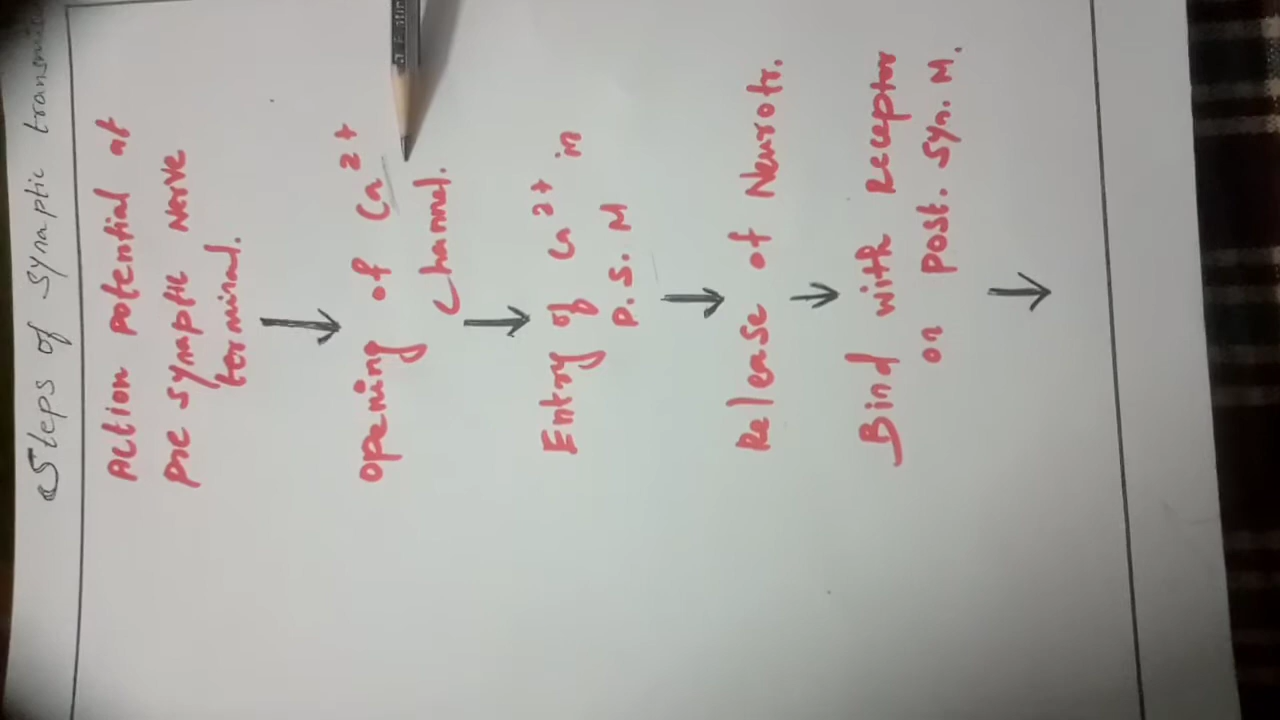 Steps of Synaptic
Action potential at
pre synaptic nerve
terminal.
opening of Ca2+
channel.
Entry of Ca2+ in
P.S.M
Release of Neurotr.
Bind with Receptor
on post. syn. M.